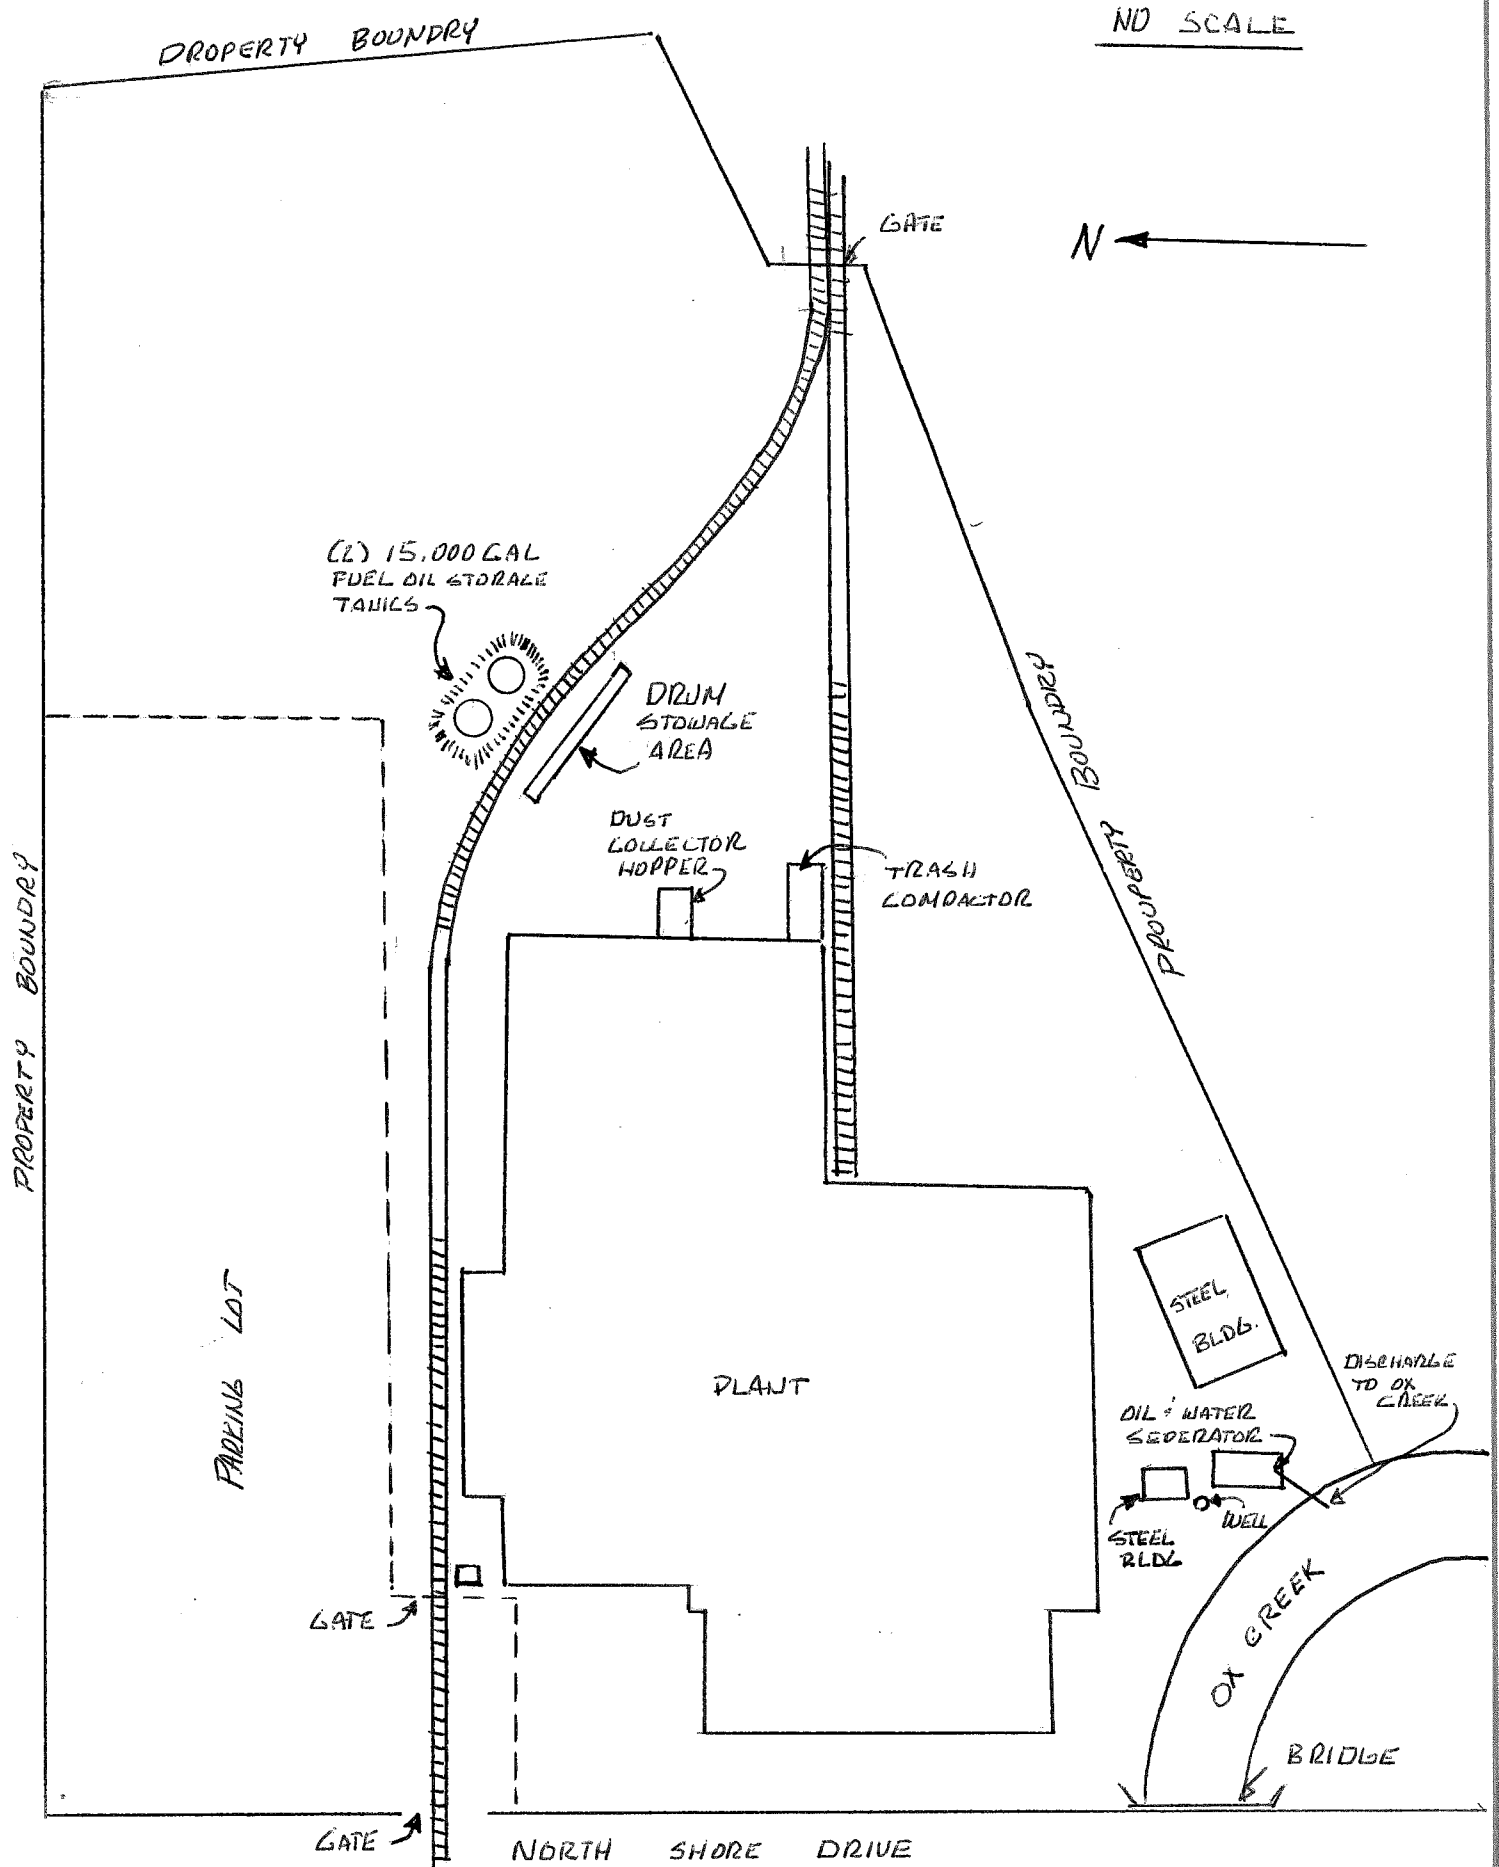 NO SCALE
PROPERTY BOUNDRY
GATE
N
(2) 15,000 GAL
FUEL OIL STORAGE
TANKS
DRUM
STOWAGE
AREA
PROUPERTY BOUNDRY
DUST
COLLECTOR
HOPPER
TRASH
COMPACTOR
PROPERTY BOUNDRY
PARKING LOT
STEEL
BLDG.
PLANT
DISCHARGE
TO OX
CREEK
OIL & WATER
SEPERATOR
WELL
STEEL
BLDG
OX CREEK
GATE
BRIDGE
GATE
NORTH SHORE DRIVE